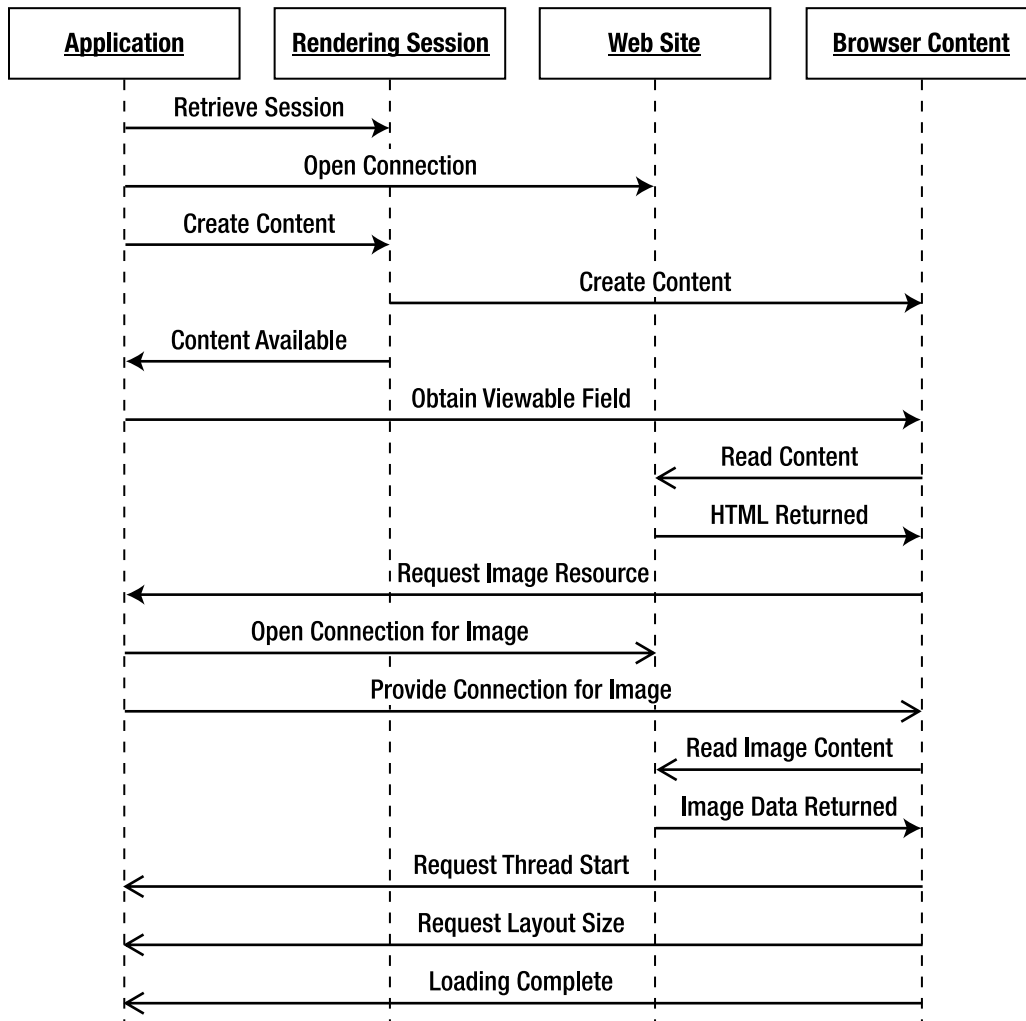 Application
Rendering Session
Web Site
Browser Content
Retrieve Session
Open Connection
Create Content
Create Content
Content Available
Obtain Viewable Field
Read Content
HTML Returned
Request Image Resource
Open Connection for Image
Provide Connection for Image
Read Image Content
Image Data Returned
Request Thread Start
Request Layout Size
Loading Complete